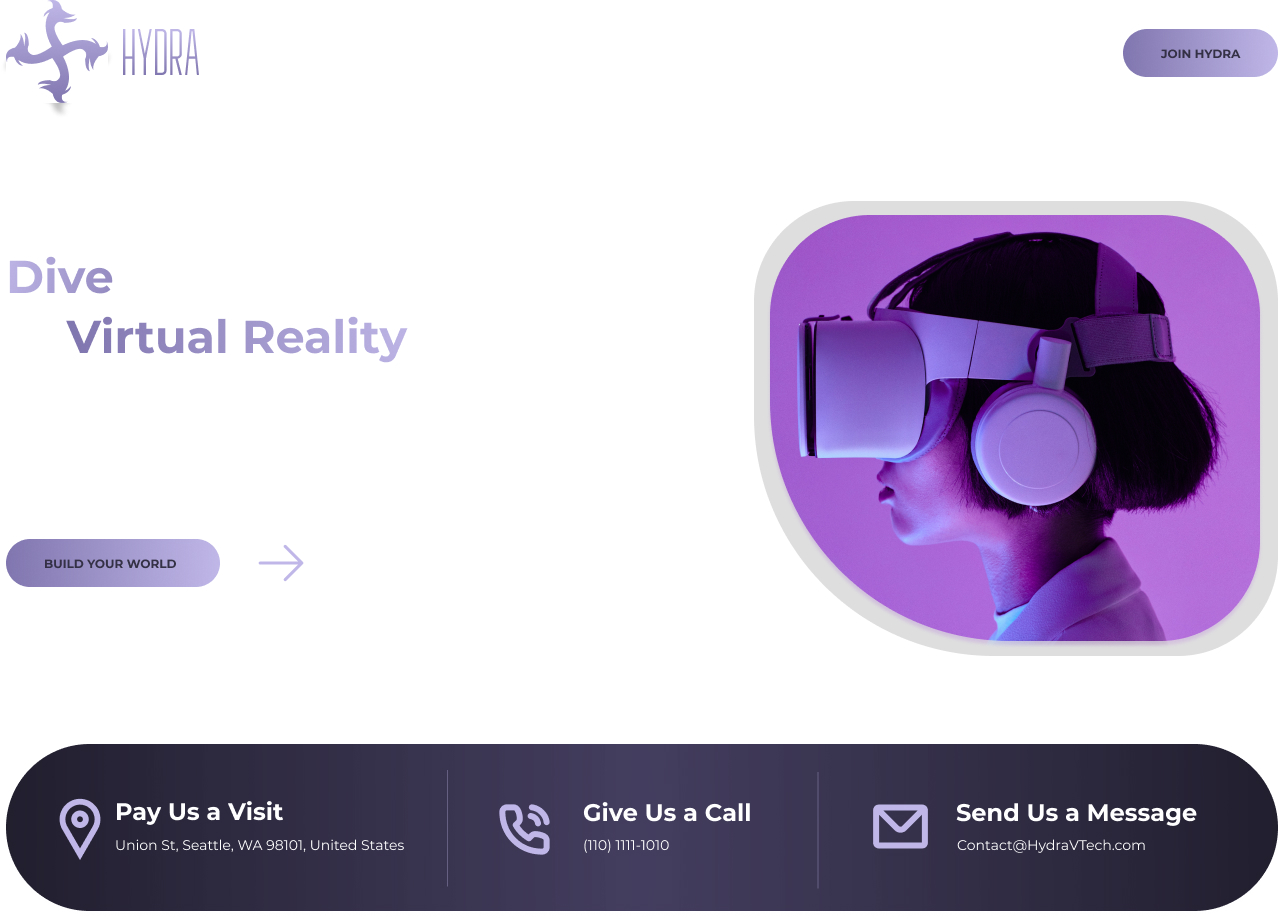 HYDRA
JOIN HYDRA
Dive
Virtual Reality
BUILD YOUR WORLD
Pay Us a Visit
Union St, Seattle, WA 98101, United States
Give Us a Call
(110) 1111-1010
Send Us a Message
Contact@HydraVTech.com